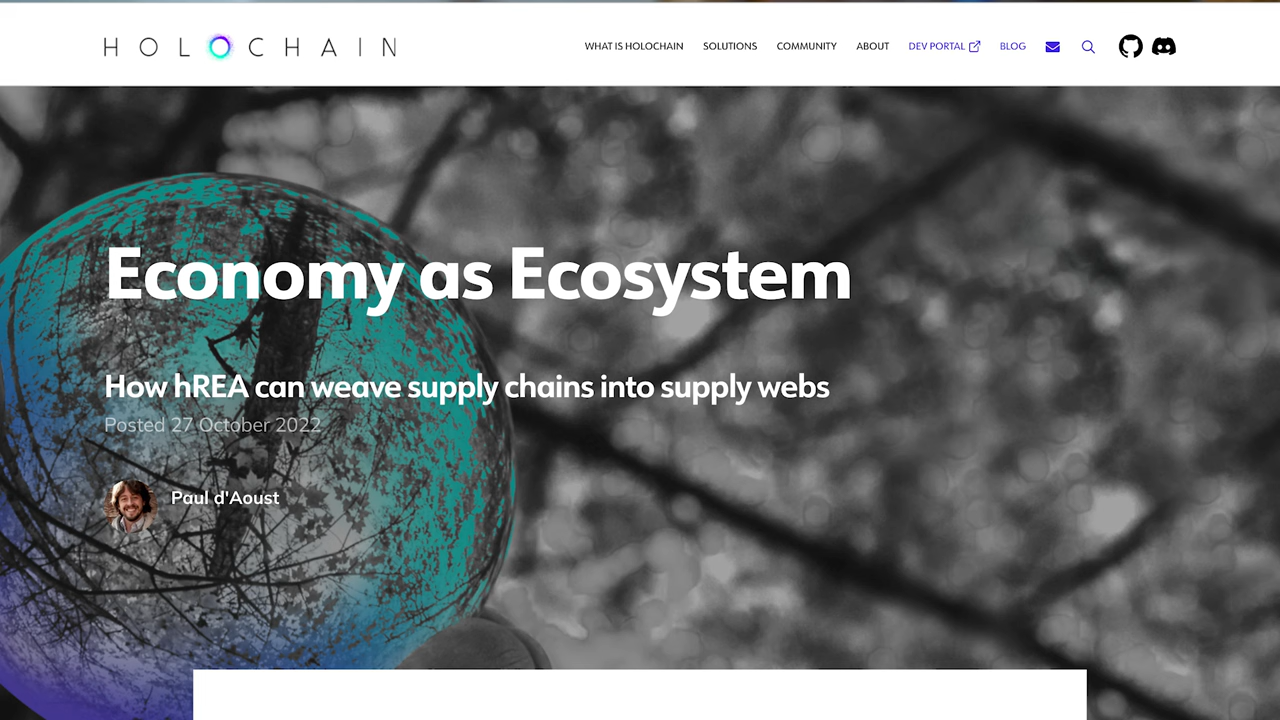 HOLOCHAIN
WHAT IS HOLOCHAIN SOLUTIONS COMMUNITY ABOUT DEV PORTAL BLOG
Economy as Ecosystem
How hREA can weave supply chains into supply webs
Posted 27 October 2022
Paul d'Aoust